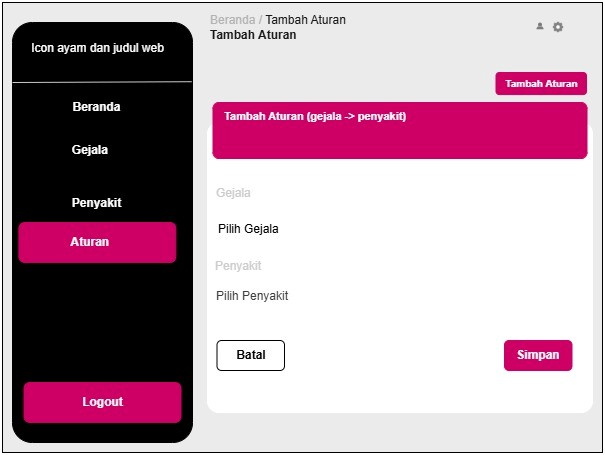 Icon ayam dan judul web
Beranda
Gejala
Penyakit
Aturan
Logout
Beranda / Tambah Aturan
Tambah Aturan
Tambah Aturan
Tambah Aturan (gejala -> penyakit)
Gejala
Pilih Gejala
Penyakit
Pilih Penyakit
Batal
Simpan